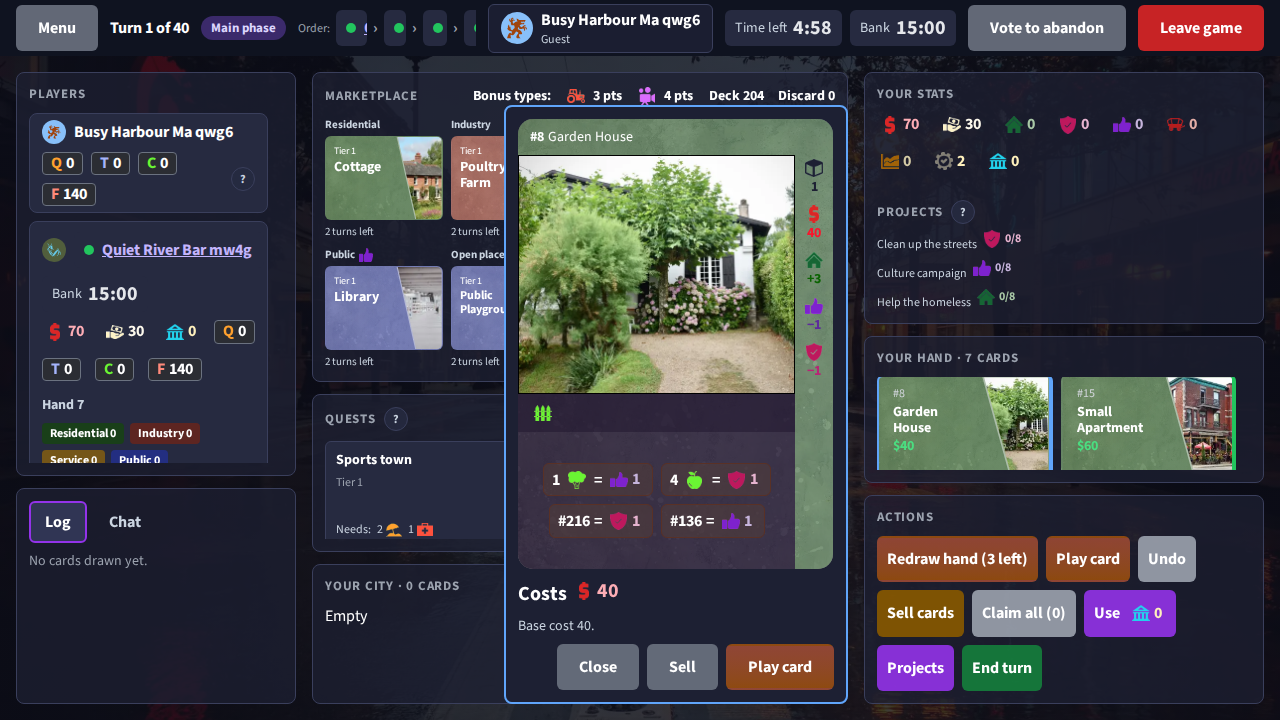 Menu
Turn 1 of 40
Main phase
Order:
Busy Harbour Ma qwg6
Guest
Time left 4:58
Bank 15:00
Vote to abandon
Leave game
PLAYERS
Busy Harbour Ma qwg6
Q 0
T 0
C 0
F 140
?
Quiet River Bar mw4g
Bank 15:00
70
30
0
Q 0
T 0
C 0
F 140
Hand 7
Residential 0
Industry 0
Service 0
Public 0
Log
Chat
No cards drawn yet.
MARKETPLACE
Bonus types:
3 pts
4 pts
Deck 204
Discard 0
Residential
Industry
Tier 1
Cottage
Tier 1
Poultry
Farm
2 turns left
2 turns left
Public
Open place
Tier 1
Library
Tier 1
Public
2 turns left
2 turns left
QUESTS
?
Sports town
Tier 1
Needs: 2
1
YOUR CITY · 0 CARDS
Empty
#8 Garden House
1
40
+3
−1
−1
1 = 1
4 = 1
#216 = 1
#136 = 1
Costs 40
Base cost 40.
Close
Sell
Play card
YOUR STATS
70
30
0
0
0
0
0
2
0
PROJECTS
?
Clean up the streets 0/8
Culture campaign 0/8
Help the homeless 0/8
YOUR HAND · 7 CARDS
#8
Garden
House
$40
#15
Small
Apartment
$60
ACTIONS
Redraw hand (3 left)
Play card
Undo
Sell cards
Claim all (0)
Use 0
Projects
End turn